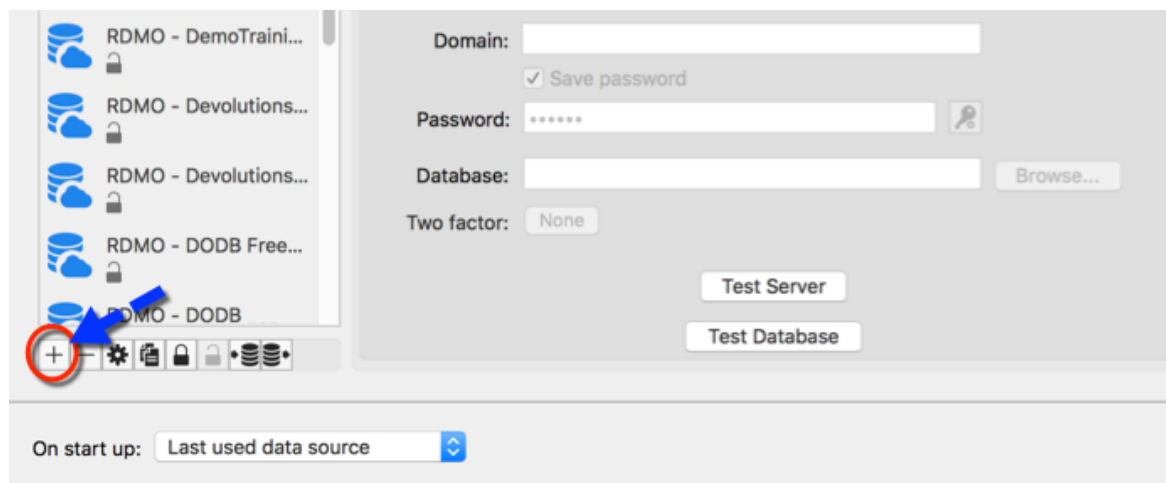 RDMO - DemoTraini...
RDMO - Devolutions...
RDMO - Devolutions...
RDMO - DODB Free...
RDMO - DODB
Domain:
Save password
Password: ••••••
Database:
Browse...
Two factor: None
Test Server
Test Database
On start up: Last used data source